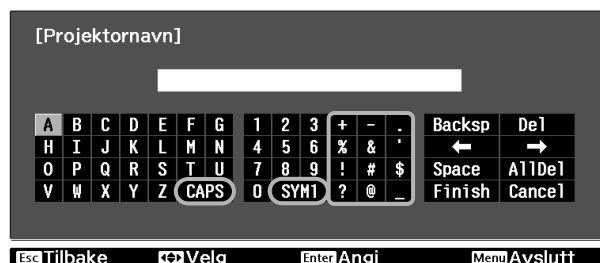 [Projektornavn]
A B C D E F G 1 2 3 + - . Backsp Del
H I J K L M N 4 5 6 % & ' ← →
O P Q R S T U 7 8 9 ! # $ Space AllDel
V W X Y Z CAPS 0 SYM1 ? @ _ Finish Cancel
Esc Tilbake Velg Enter Angi Menu Avslutt